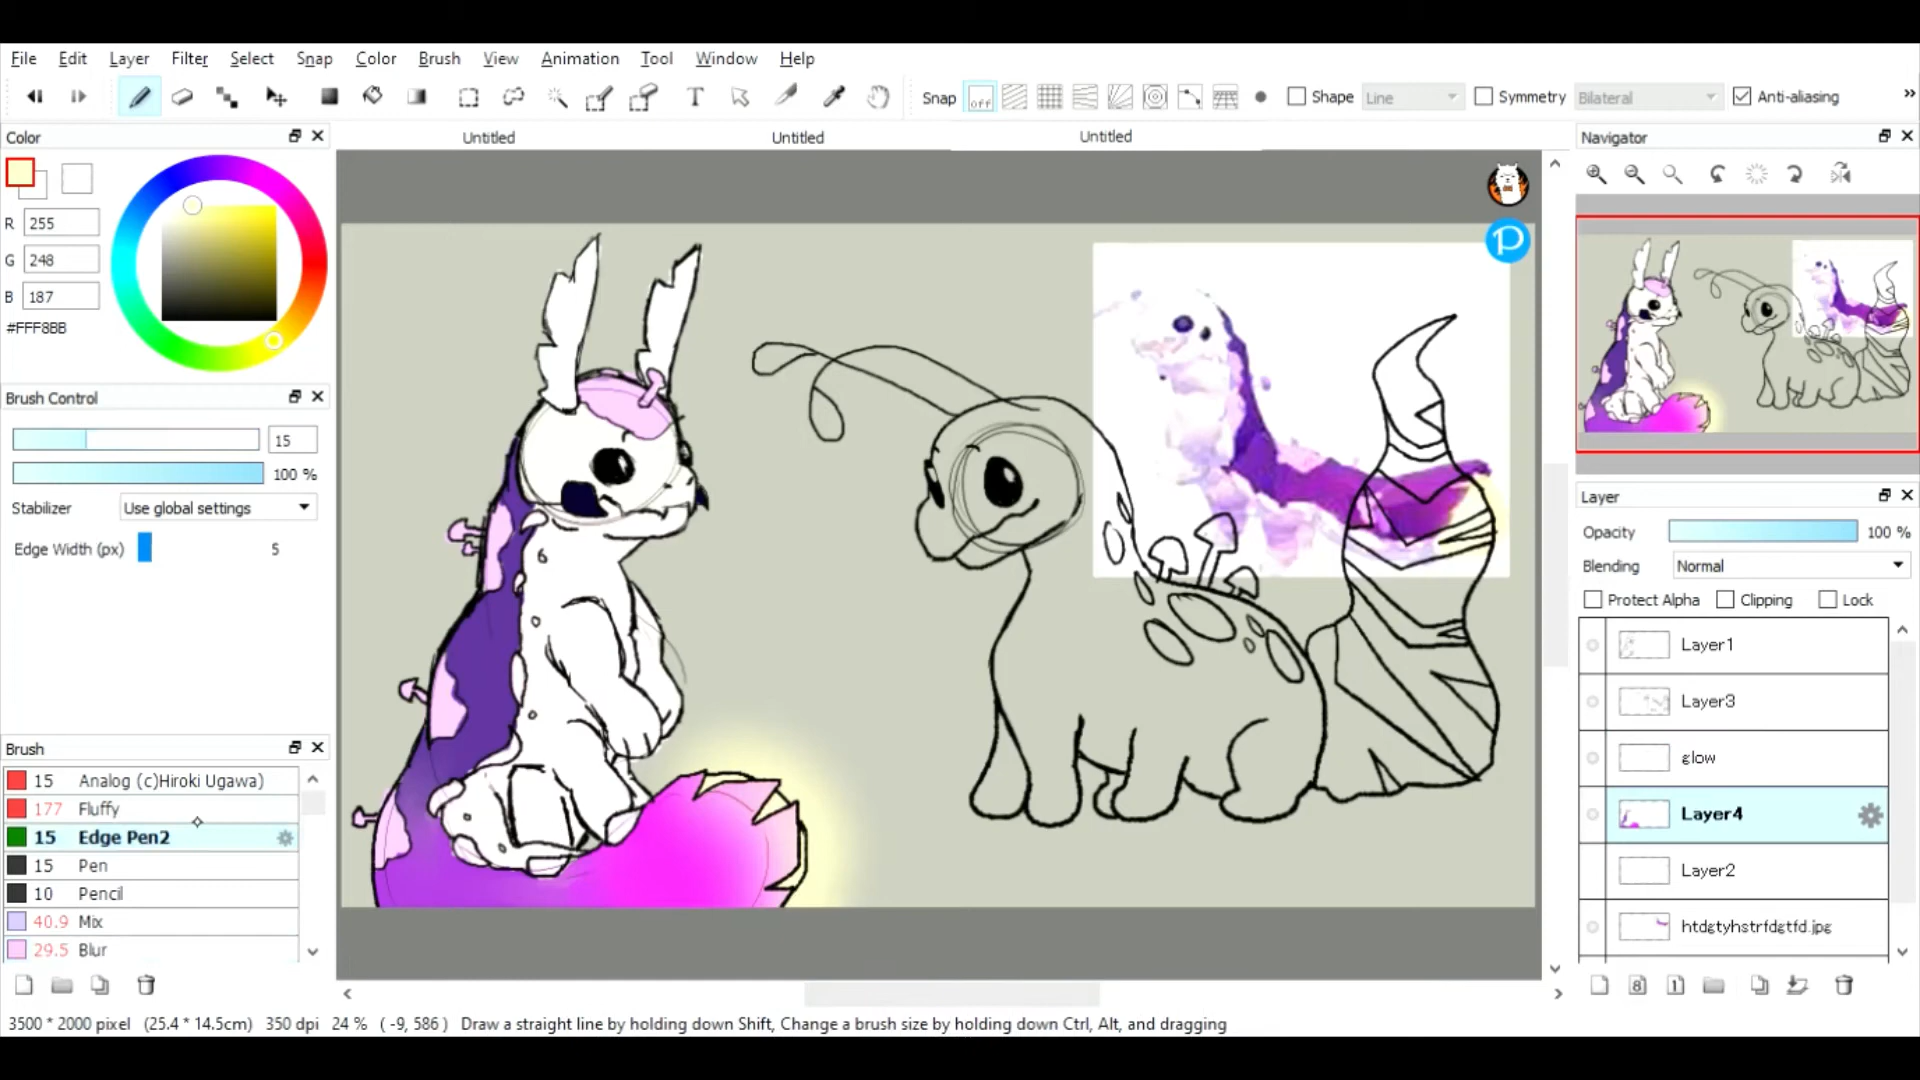 File Edit Layer Filter Select Snap Color Brush View Animation Tool Window Help
Snap off Shape Line Symmetry Bilateral Anti-aliasing »
Color
Untitled Untitled Untitled
Navigator
R 255
G 248
B 187
#FFF8BB
Brush Control
15
100 %
Stabilizer Use global settings
Edge Width (px) 5
Layer
Opacity 100 %
Blending Normal
Protect Alpha Clipping Lock
Layer1
Layer3
glow
Layer4
Layer2
htdgtyhstrfdgtfd.jpg
Brush
15 Analog (c)Hiroki Ugawa)
177 Fluffy
15 Edge Pen2
15 Pen
10 Pencil
40.9 Mix
29.5 Blur
8 1
3500 * 2000 pixel (25.4 * 14.5cm) 350 dpi 24 % ( -9, 586 ) Draw a straight line by holding down Shift, Change a brush size by holding down Ctrl, Alt, and dragging